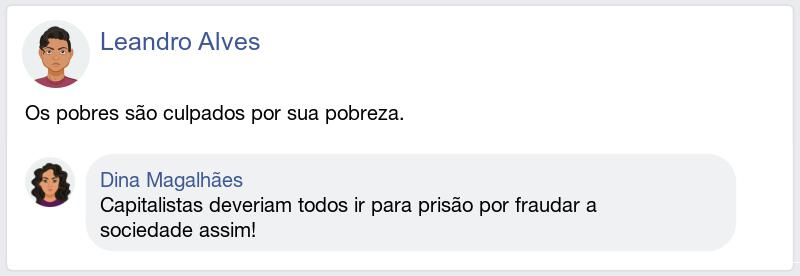 Leandro Alves
Os pobres são culpados por sua pobreza.
Dina Magalhães
Capitalistas deveriam todos ir para prisão por fraudar a
sociedade assim!